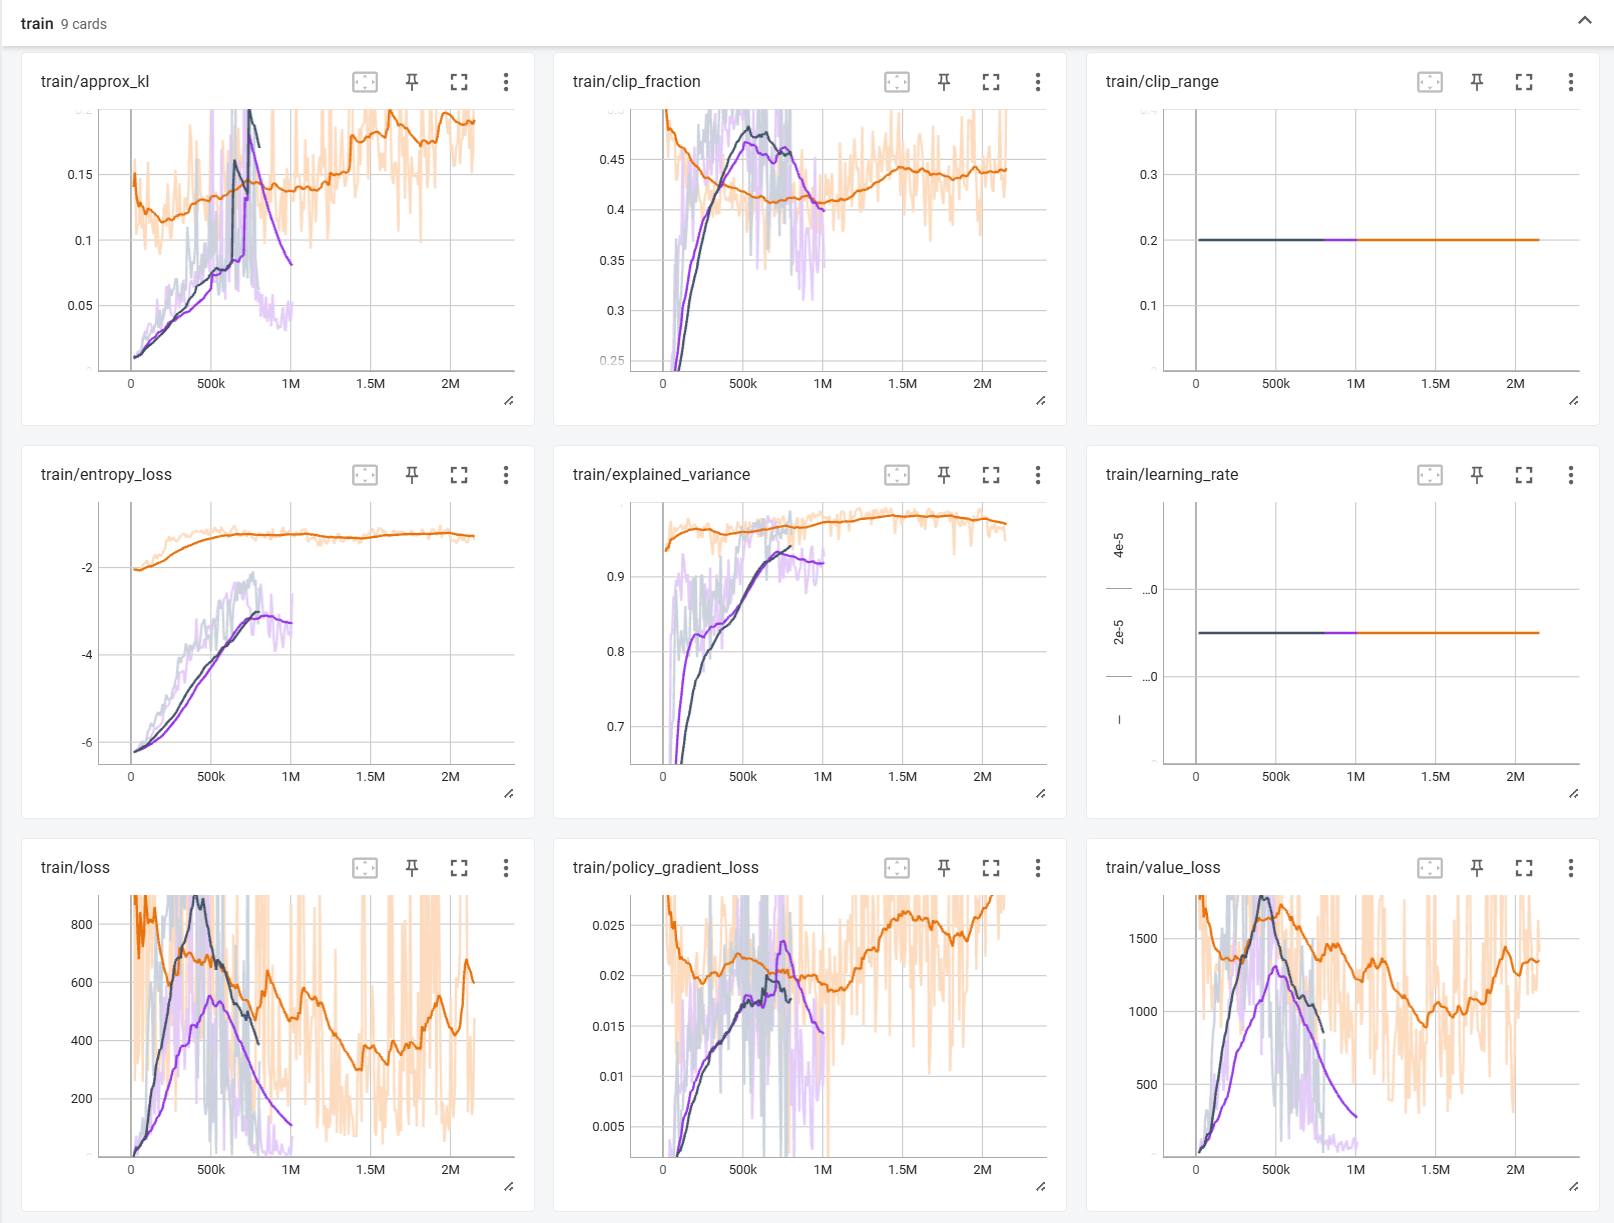 train 9 cards
train/approx_kl
0.2
0.15
0.1
0.05
0
0 500k 1M 1.5M 2M
train/clip_fraction
0.45
0.4
0.35
0.3
0.25
0 500k 1M 1.5M 2M
train/clip_range
0.4
0.3
0.2
0.1
0
0 500k 1M 1.5M 2M
train/entropy_loss
-2
-4
-6
0 500k 1M 1.5M 2M
train/explained_variance
0.9
0.8
0.7
0 500k 1M 1.5M 2M
train/learning_rate
4e-5
...0
2e-5
...0
0 500k 1M 1.5M 2M
train/loss
800
600
400
200
0 500k 1M 1.5M 2M
train/policy_gradient_loss
0.025
0.02
0.015
0.01
0.005
0 500k 1M 1.5M 2M
train/value_loss
1500
1000
500
0 500k 1M 1.5M 2M